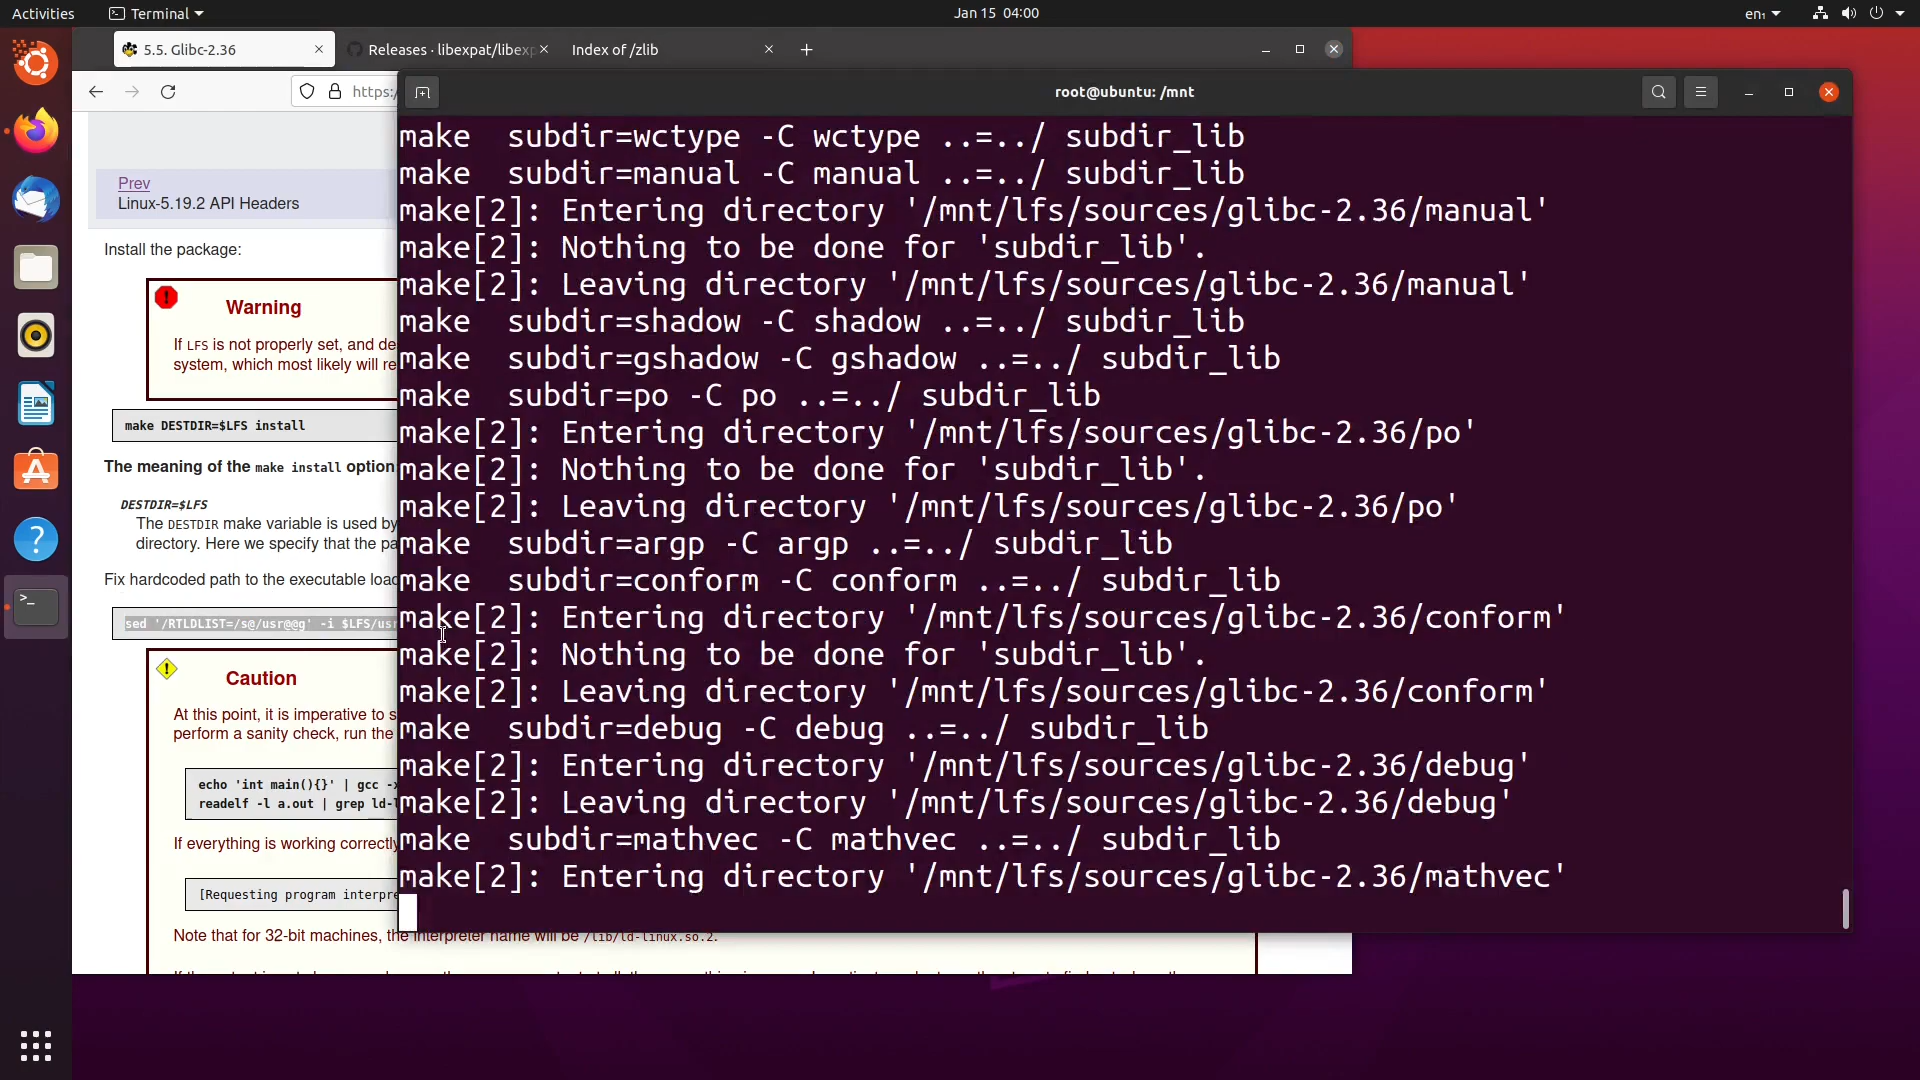 Activities
Terminal
Jan 15 04:00
en₁
5.5. Glibc-2.36
Releases · libexpat/libexp
Index of /zlib
https:/
root@ubuntu: /mnt
Prev
Linux-5.19.2 API Headers
Install the package:
Warning
If LFS is not properly set, and de
system, which most likely will re
make DESTDIR=$LFS install
The meaning of the make install option
DESTDIR=$LFS
The DESTDIR make variable is used by
directory. Here we specify that the pa
Fix hardcoded path to the executable loa
sed '/RTLDLIST=/s@/usr@@g' -i $LFS/usr
Caution
At this point, it is imperative to s
perform a sanity check, run the
echo 'int main(){}' | gcc -x
readelf -l a.out | grep ld-l
If everything is working correctly
[Requesting program interpre
Note that for 32-bit machines, the interpreter name will be /lib/ld-linux.so.2.
make  subdir=wctype -C wctype ..=../ subdir_lib
make  subdir=manual -C manual ..=../ subdir_lib
make[2]: Entering directory '/mnt/lfs/sources/glibc-2.36/manual'
make[2]: Nothing to be done for 'subdir_lib'.
make[2]: Leaving directory '/mnt/lfs/sources/glibc-2.36/manual'
make  subdir=shadow -C shadow ..=../ subdir_lib
make  subdir=gshadow -C gshadow ..=../ subdir_lib
make  subdir=po -C po ..=../ subdir_lib
make[2]: Entering directory '/mnt/lfs/sources/glibc-2.36/po'
make[2]: Nothing to be done for 'subdir_lib'.
make[2]: Leaving directory '/mnt/lfs/sources/glibc-2.36/po'
make  subdir=argp -C argp ..=../ subdir_lib
make  subdir=conform -C conform ..=../ subdir_lib
make[2]: Entering directory '/mnt/lfs/sources/glibc-2.36/conform'
make[2]: Nothing to be done for 'subdir_lib'.
make[2]: Leaving directory '/mnt/lfs/sources/glibc-2.36/conform'
make  subdir=debug -C debug ..=../ subdir_lib
make[2]: Entering directory '/mnt/lfs/sources/glibc-2.36/debug'
make[2]: Leaving directory '/mnt/lfs/sources/glibc-2.36/debug'
make  subdir=mathvec -C mathvec ..=../ subdir_lib
make[2]: Entering directory '/mnt/lfs/sources/glibc-2.36/mathvec'